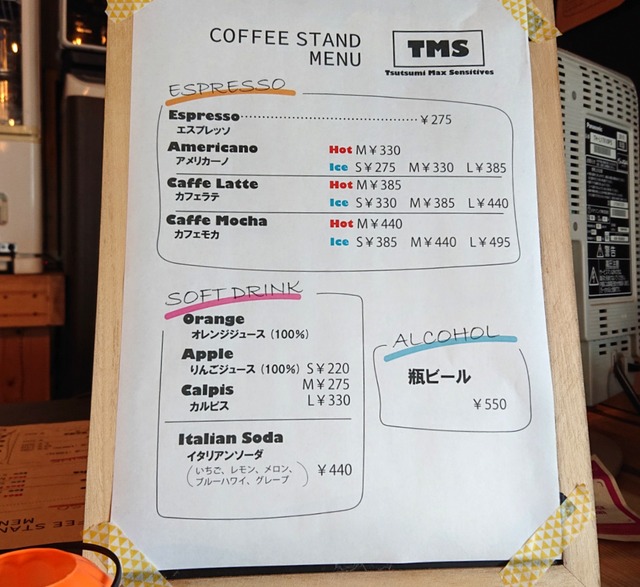 COFFEE STAND
MENU
TMS
Tsutsumi Max Sensitives
ESPRESSO
Espresso ¥275
エスプレッソ
Americano Hot M¥330
アメリカーノ Ice S¥275 M¥330 L¥385
Caffe Latte Hot M¥385
カフェラテ Ice S¥330 M¥385 L¥440
Caffe Mocha Hot M¥440
カフェモカ Ice S¥385 M¥440 L¥495
SOFT DRINK
Orange
オレンジジュース（100%）
Apple
りんごジュース（100%） S¥220
M¥275
Calpis
カルピス L¥330
Italian Soda
イタリアンソーダ
（いちご、レモン、メロン、
ブルーハワイ、グレープ） ¥440
ALCOHOL
瓶ビール
¥550